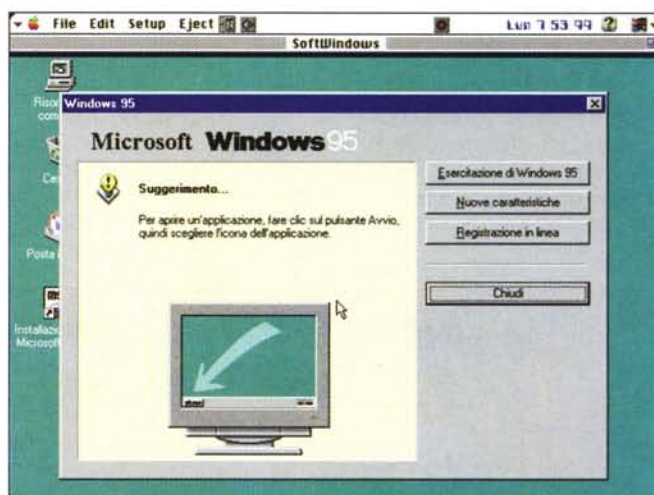 File Edit Setup Eject
Lun 7 53 99
SoftWindows
Windows 95
Microsoft Windows 95
Suggerimento...
Per aprire un'applicazione, fare clic sul pulsante Avvio,
quindi scegliere l'icona dell'applicazione.
Esercitazione di Windows 95
Nuove caratteristiche
Registrazione in linea
Chiudi
Posta
Microsoft